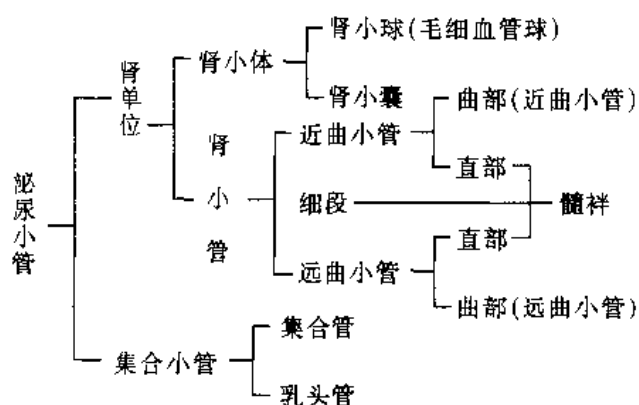 泌尿小管
肾单位
肾小体
肾小球(毛细血管球)
肾小囊
肾小管
近曲小管
曲部(近曲小管)
直部
细段
髓袢
直部
远曲小管
曲部(远曲小管)
集合小管
集合管
乳头管